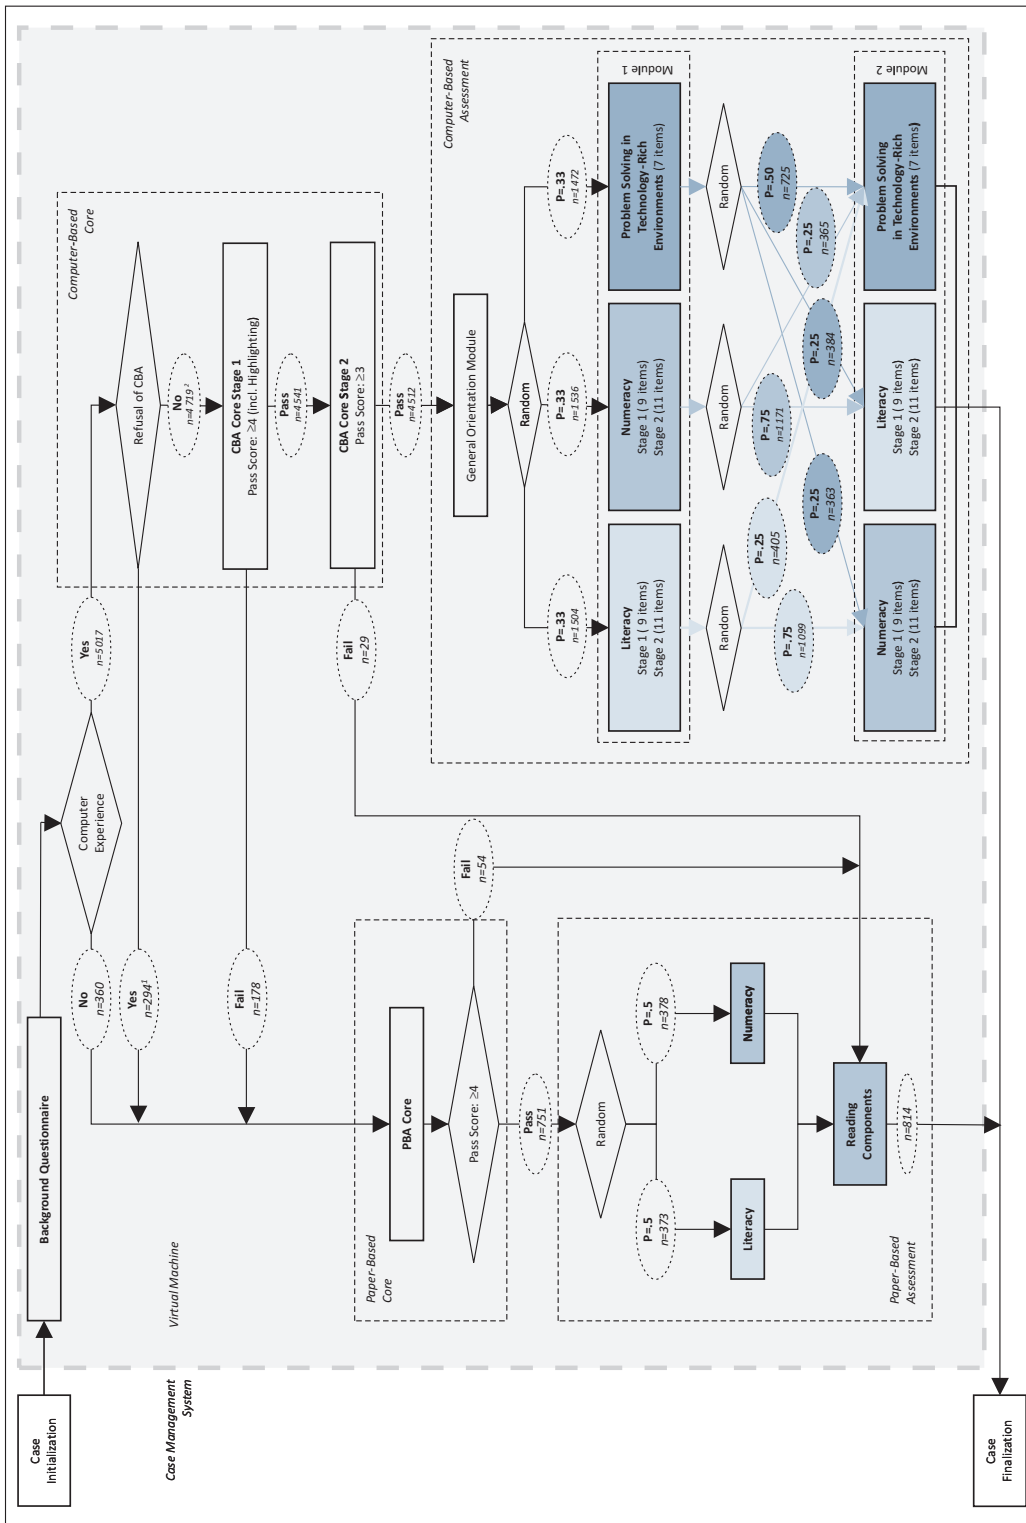 Case
Initialization
Case Management
System
Virtual Machine
Background Questionnaire
Computer
Experience
No
n=360
Yes
n=5017
Computer-Based
Core
Refusal of CBA
Yes
n=294¹
No
n=4719²
CBA Core Stage 1
Pass Score: ≥4 (incl. Highlighting)
Fail
n=178
Pass
n=4541
CBA Core Stage 2
Pass Score: ≥3
Fail
n=29
Pass
n=4512
Paper-Based
Core
PBA Core
Pass Score: ≥4
Fail
n=54
Pass
n=751
Paper-Based
Assessment
Random
P=.5
n=373
P=.5
n=378
Literacy
Numeracy
Reading
Components
n=814
Computer-Based
Assessment
General Orientation Module
Random
P=.33
n=1504
P=.33
n=1536
P=.33
n=1472
Module 1
Literacy
Stage 1 ( 9 items)
Stage 2 (11 items)
Numeracy
Stage 1 ( 9 items)
Stage 2 (11 items)
Problem Solving in
Technology-Rich
Environments (7 items)
Random
Random
Random
P=.75
n=1099
P=.25
n=405
P=.75
n=1171
P=.25
n=363
P=.25
n=384
P=.25
n=365
P=.50
n=725
Module 2
Numeracy
Stage 1 ( 9 items)
Stage 2 (11 items)
Literacy
Stage 1 ( 9 items)
Stage 2 (11 items)
Problem Solving
in Technology-Rich
Environments (7 items)
Case
Finalization